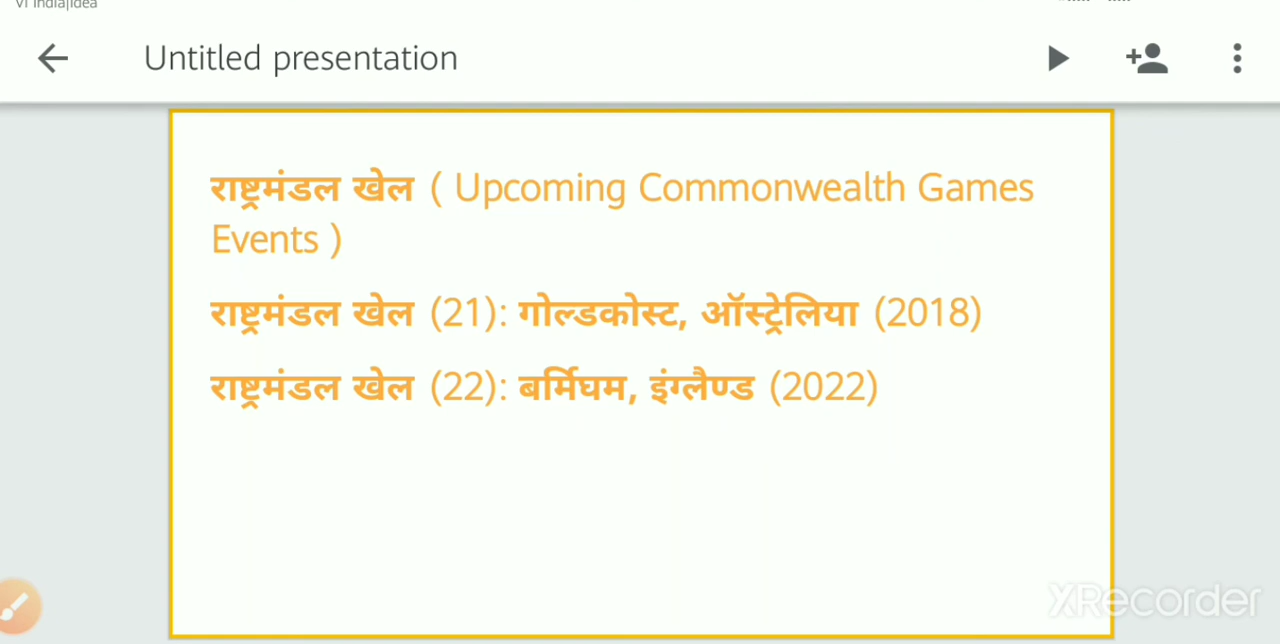 Vi India|Idea
Untitled presentation
राष्ट्रमंडल खेल ( Upcoming Commonwealth Games
Events )
राष्ट्रमंडल खेल (21): गोल्डकोस्ट, ऑस्ट्रेलिया (2018)
राष्ट्रमंडल खेल (22): बर्मिघम, इंग्लैण्ड (2022)
XRecorder